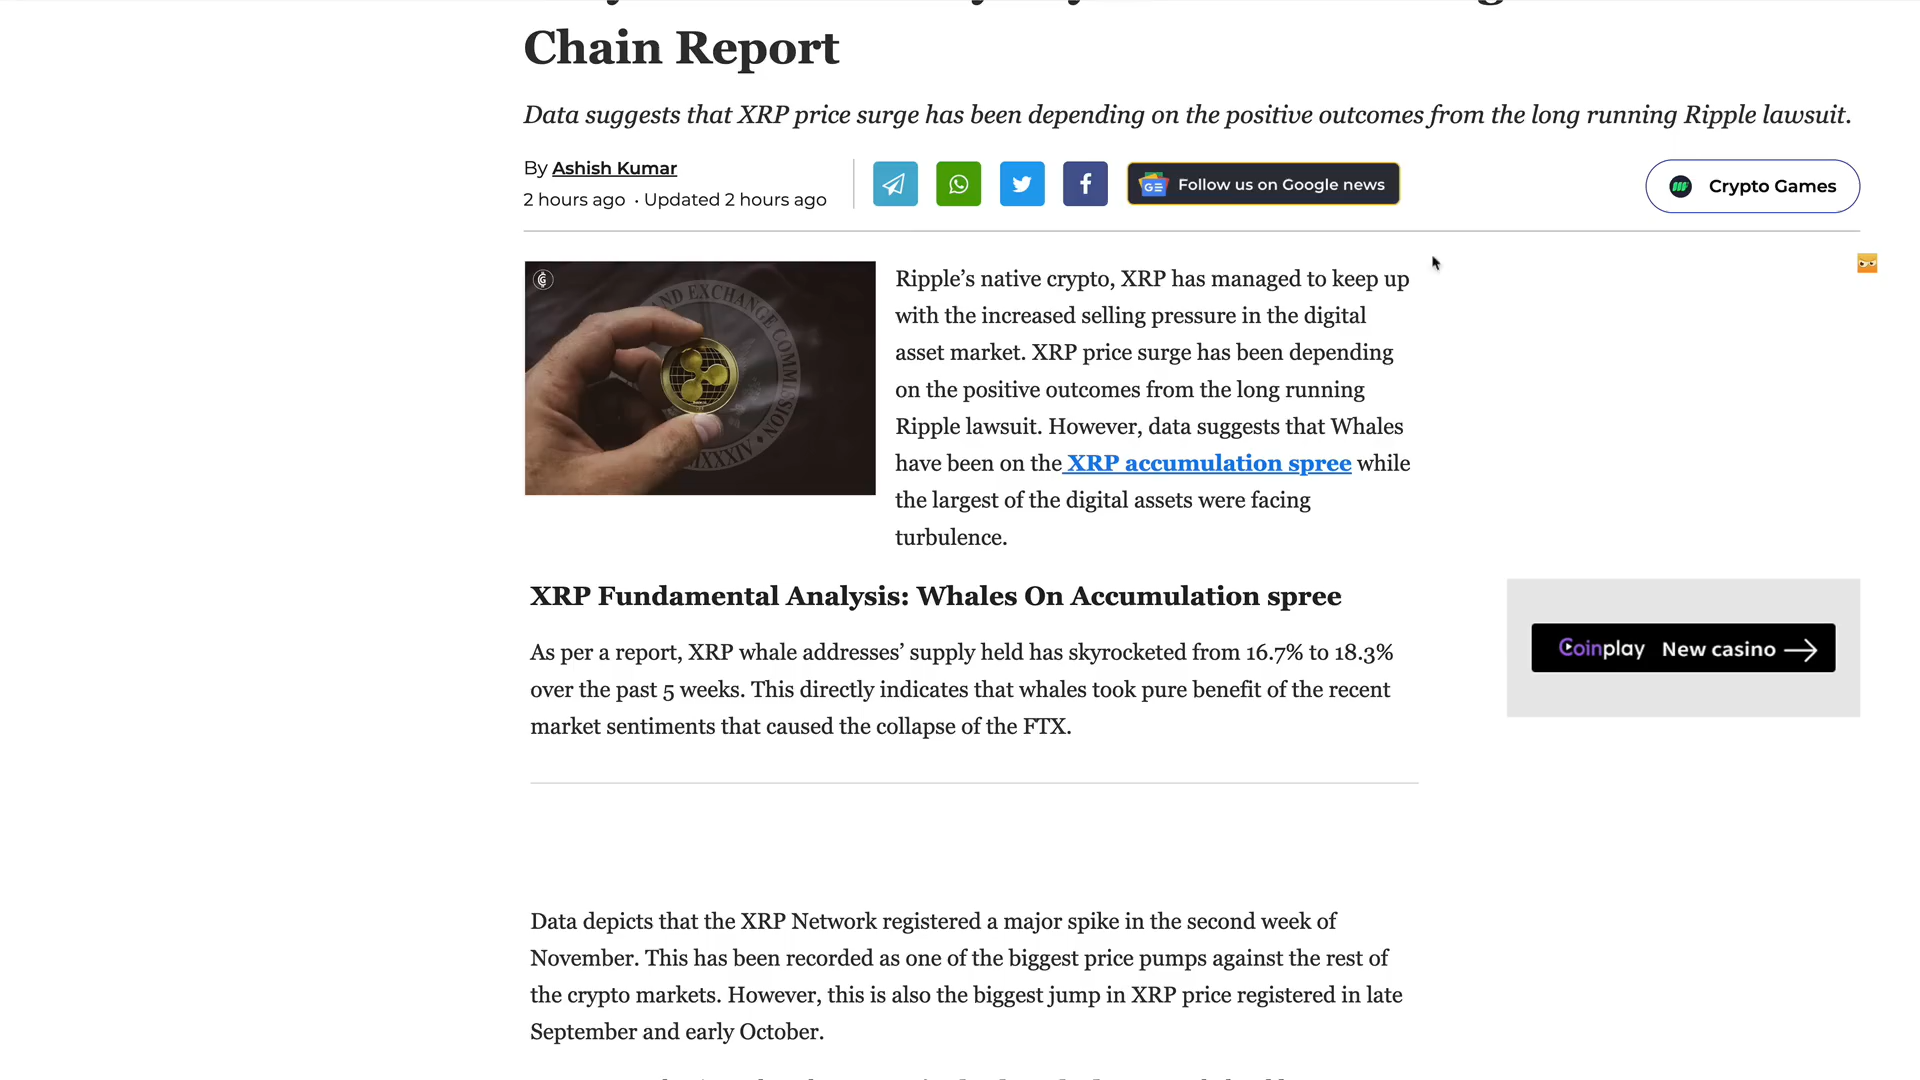 Chain Report
Data suggests that XRP price surge has been depending on the positive outcomes from the long running Ripple lawsuit.
By Ashish Kumar
2 hours ago • Updated 2 hours ago
GE Follow us on Google news
Crypto Games
ND EXCHANGE COMMISSION
Ripple’s native crypto, XRP has managed to keep up
with the increased selling pressure in the digital
asset market. XRP price surge has been depending
on the positive outcomes from the long running
Ripple lawsuit. However, data suggests that Whales
have been on the XRP accumulation spree while
the largest of the digital assets were facing
turbulence.
XRP Fundamental Analysis: Whales On Accumulation spree
As per a report, XRP whale addresses’ supply held has skyrocketed from 16.7% to 18.3%
over the past 5 weeks. This directly indicates that whales took pure benefit of the recent
market sentiments that caused the collapse of the FTX.
Coinplay New casino
Data depicts that the XRP Network registered a major spike in the second week of
November. This has been recorded as one of the biggest price pumps against the rest of
the crypto markets. However, this is also the biggest jump in XRP price registered in late
September and early October.